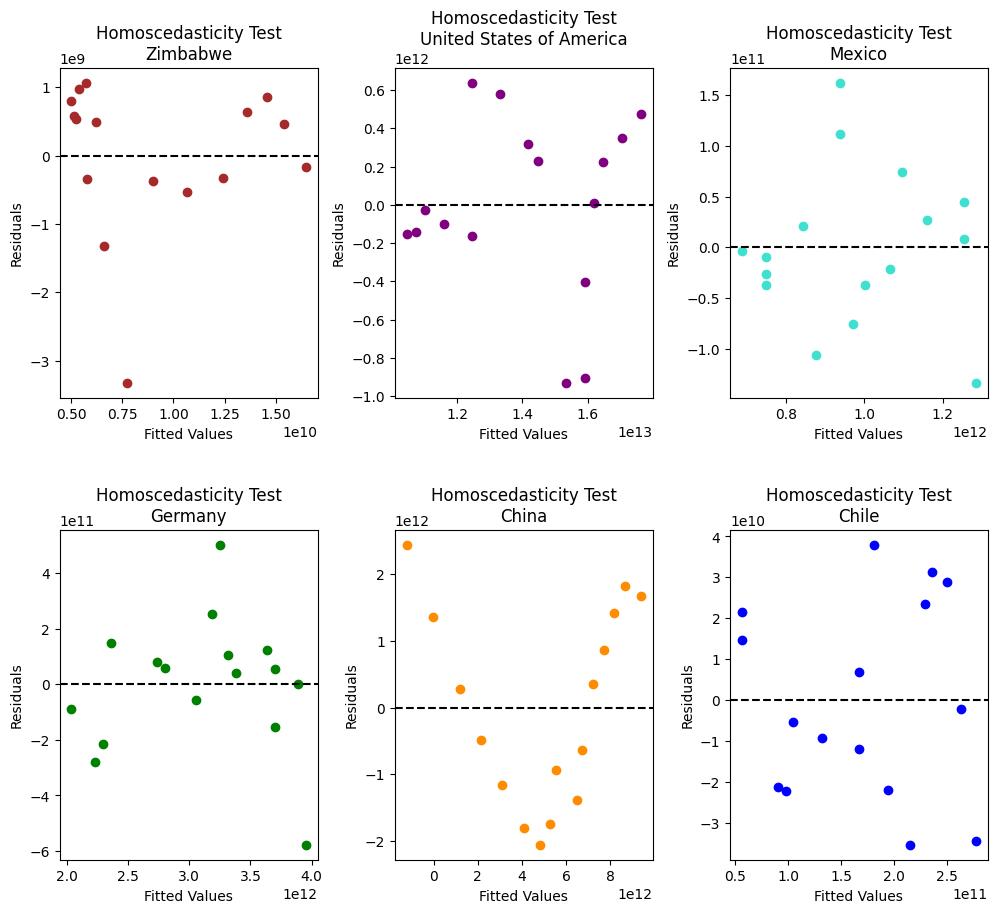 Homoscedasticity Test
Zimbabwe
1e9
1
0
−1
−2
−3
Residuals
0.50
0.75
1.00
1.25
1.50
1e10
Fitted Values
Homoscedasticity Test
United States of America
1e12
0.6
0.4
0.2
0.0
−0.2
−0.4
−0.6
−0.8
−1.0
Residuals
1.2
1.4
1.6
1e13
Fitted Values
Homoscedasticity Test
Mexico
1e11
1.5
1.0
0.5
0.0
−0.5
−1.0
Residuals
0.8
1.0
1.2
1e12
Fitted Values
Homoscedasticity Test
Germany
1e11
4
2
0
−2
−4
−6
Residuals
2.0
2.5
3.0
3.5
4.0
1e12
Fitted Values
Homoscedasticity Test
China
1e12
2
1
0
−1
−2
Residuals
0
2
4
6
8
1e12
Fitted Values
Homoscedasticity Test
Chile
1e10
4
3
2
1
0
−1
−2
−3
Residuals
0.5
1.0
1.5
2.0
2.5
1e11
Fitted Values